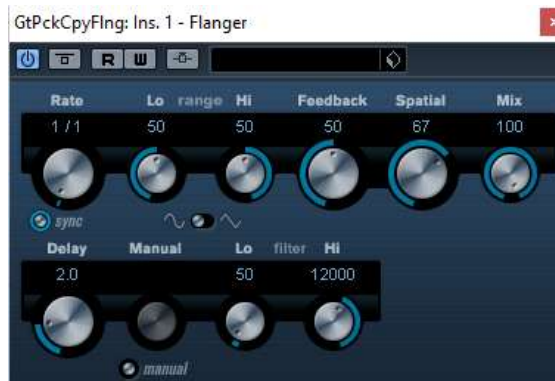 GtPckCpyFlng: Ins. 1 - Flanger
R W
Rate Lo range Hi Feedback Spatial Mix
1 / 1 50 50 50 67 100
sync
Delay Manual Lo filter Hi
2.0 50 12000
manual